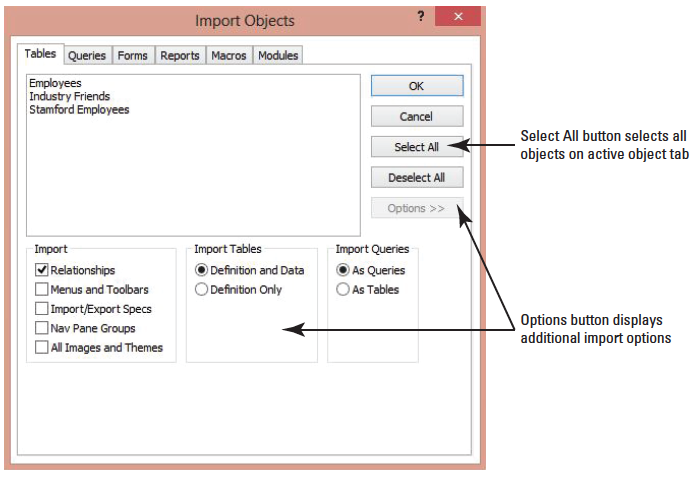 Import Objects
?
Tables
Queries
Forms
Reports
Macros
Modules
Employees
Industry Friends
Stamford Employees
OK
Cancel
Select All
Deselect All
Options >>
Select All button selects all
objects on active object tab
Import
Relationships
Menus and Toolbars
Import/Export Specs
Nav Pane Groups
All Images and Themes
Import Tables
Definition and Data
Definition Only
Import Queries
As Queries
As Tables
Options button displays
additional import options